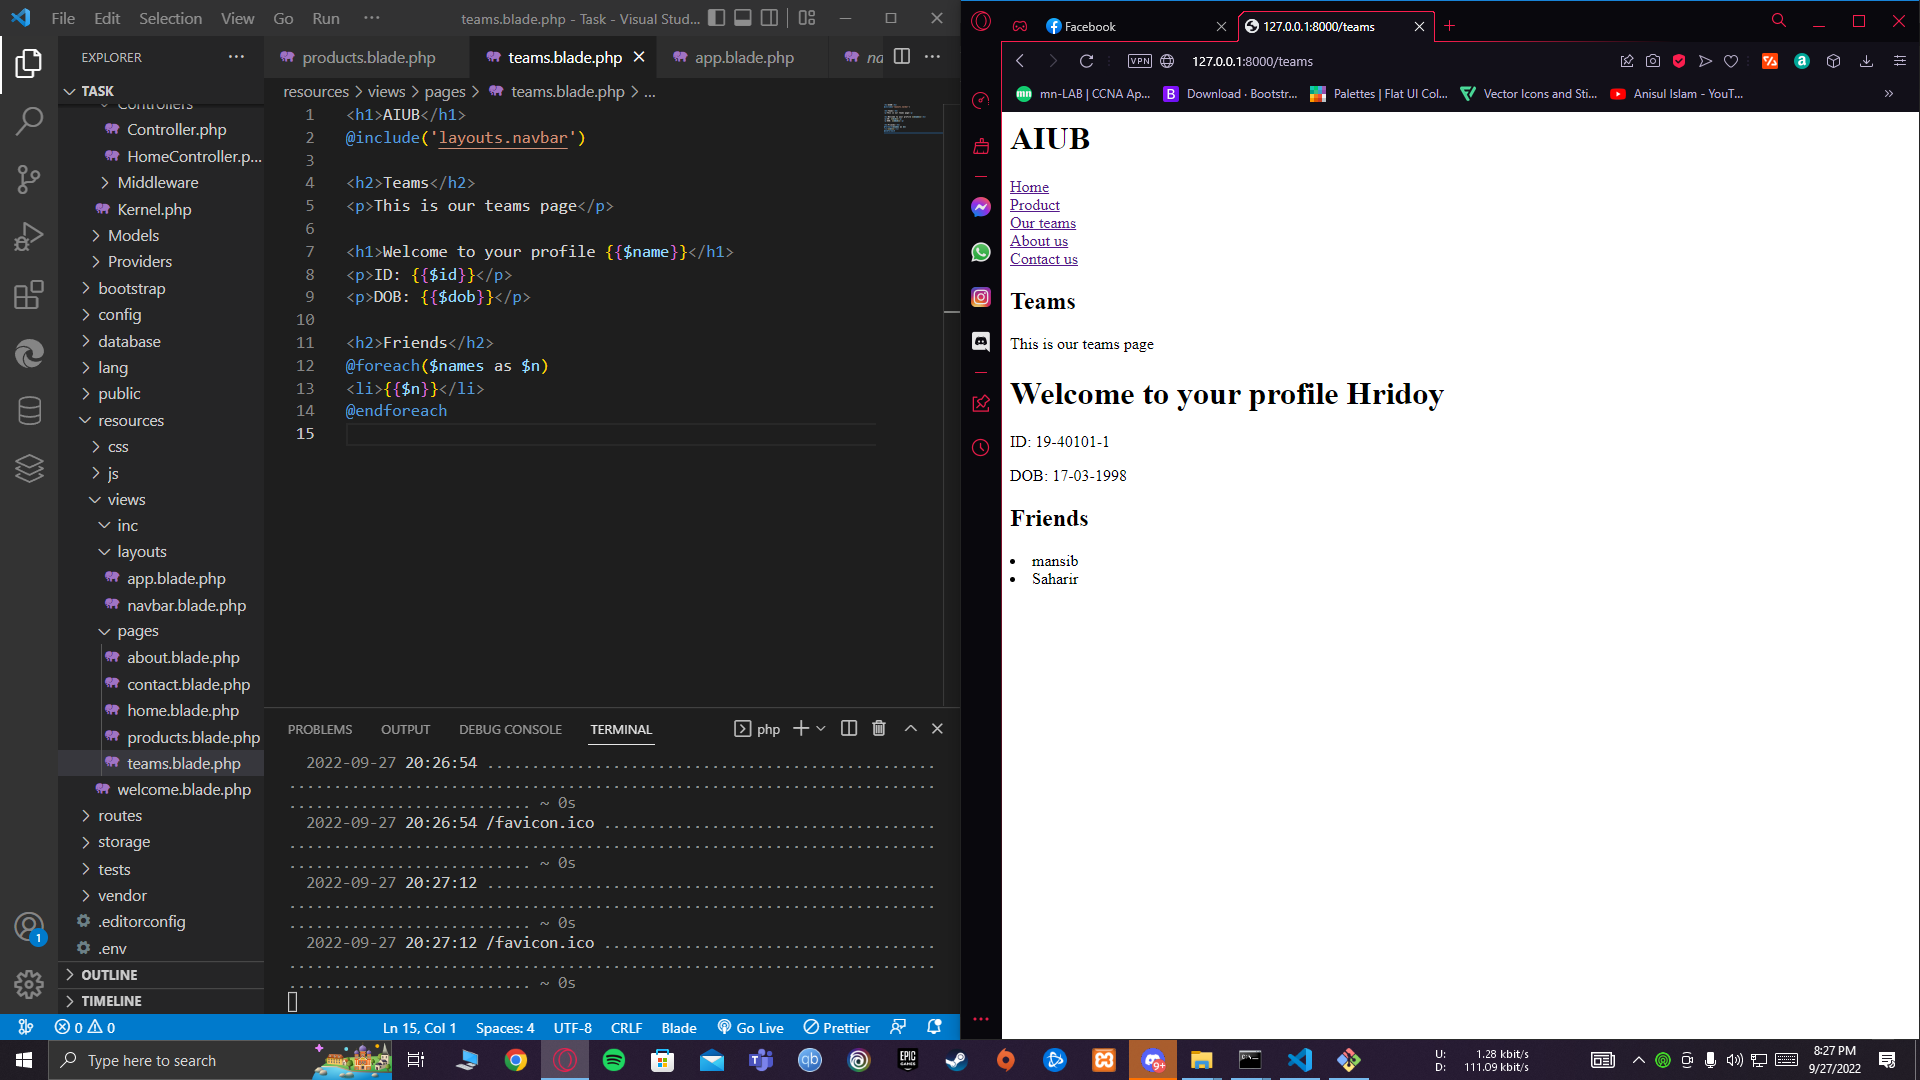 File Edit Selection View Go Run ··· teams.blade.php - Task - Visual Stud...
EXPLORER ···
TASK
Controllers
Controller.php
HomeController.p...
Middleware
Kernel.php
Models
Providers
bootstrap
config
database
lang
public
resources
css
js
views
inc
layouts
app.blade.php
navbar.blade.php
pages
about.blade.php
contact.blade.php
home.blade.php
products.blade.php
teams.blade.php
welcome.blade.php
routes
storage
tests
vendor
.editorconfig
.env
OUTLINE
TIMELINE
1
products.blade.php teams.blade.php app.blade.php na
resources > views > pages > teams.blade.php > ...
1 <h1>AIUB</h1>
2 @include('layouts.navbar')
3
4 <h2>Teams</h2>
5 <p>This is our teams page</p>
6
7 <h1>Welcome to your profile {{$name}}</h1>
8 <p>ID: {{$id}}</p>
9 <p>DOB: {{$dob}}</p>
10
11 <h2>Friends</h2>
12 @foreach($names as $n)
13 <li>{{$n}}</li>
14 @endforeach
15
PROBLEMS OUTPUT DEBUG CONSOLE TERMINAL php
2022-09-27 20:26:54 ................................................
......................................................................
.......................... ~ 0s
2022-09-27 20:26:54 /favicon.ico ....................................
......................................................................
.......................... ~ 0s
2022-09-27 20:27:12 ................................................
......................................................................
.......................... ~ 0s
2022-09-27 20:27:12 /favicon.ico ....................................
......................................................................
.......................... ~ 0s
0 0 Ln 15, Col 1 Spaces: 4 UTF-8 CRLF Blade Go Live Prettier
Facebook 127.0.0.1:8000/teams
VPN 127.0.0.1:8000/teams
mn-LAB | CCNA Ap... Download · Bootstr... Palettes | Flat UI Col... Vector Icons and Sti... Anisul Islam - YouT... »
AIUB
Home
Product
Our teams
About us
Contact us
Teams
This is our teams page
Welcome to your profile Hridoy
ID: 19-40101-1
DOB: 17-03-1998
Friends
mansib
Saharir
Type here to search
qb
EPIC GAMES
9+
U: 1.28 kbit/s
D: 111.09 kbit/s
8:27 PM
9/27/2022